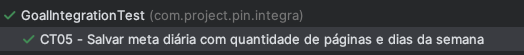 GoalIntegrationTest (com.project.pin.integra)
CT05 - Salvar meta diária com quantidade de páginas e dias da semana